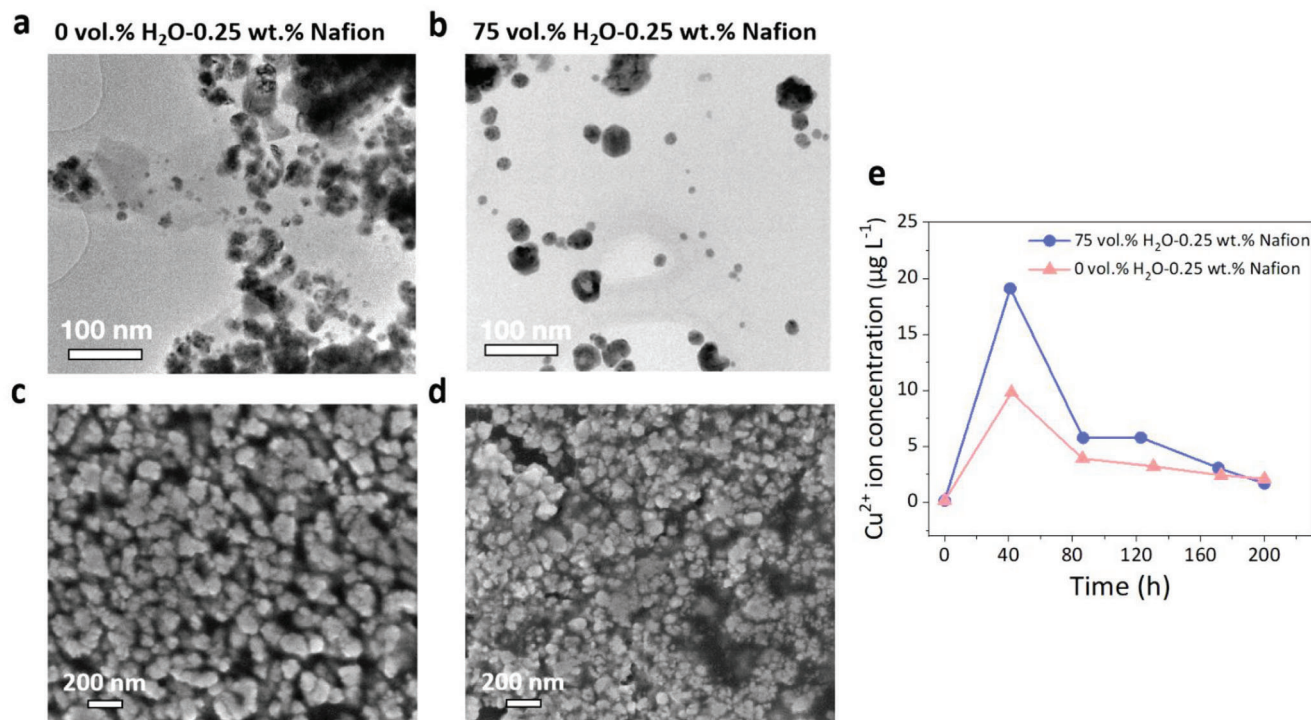 a 0 vol.% H₂O-0.25 wt.% Nafion
b 75 vol.% H₂O-0.25 wt.% Nafion
100 nm
100 nm
c
d
200 nm
200 nm
e
Cu²⁺ ion concentration (µg L⁻¹)
25
20
15
10
5
0
75 vol.% H₂O-0.25 wt.% Nafion
0 vol.% H₂O-0.25 wt.% Nafion
0 40 80 120 160 200
Time (h)